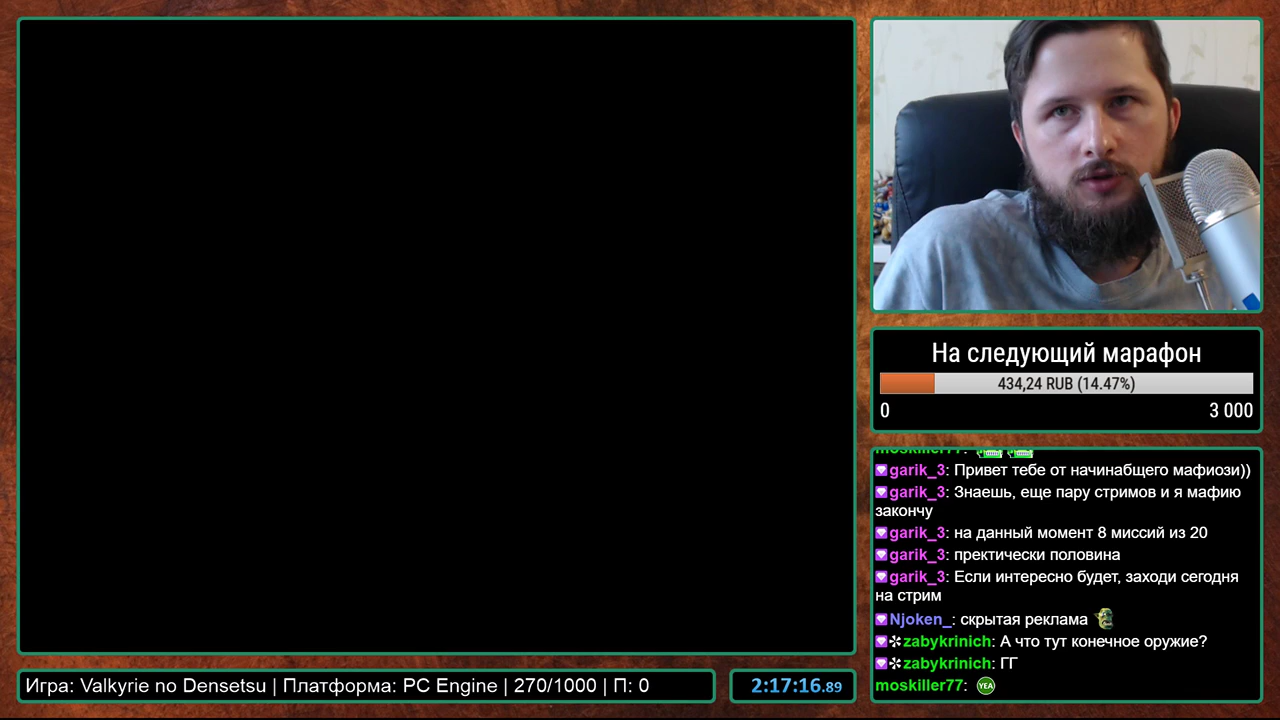 На следующий марафон
434,24 RUB (14.47%)
0 3 000
moskiller77:
garik_3: Привет тебе от начинабщего мафиози))
garik_3: Знаешь, еще пару стримов и я мафию
закончу
garik_3: на данный момент 8 миссий из 20
garik_3: пректически половина
garik_3: Если интересно будет, заходи сегодня
на стрим
Njoken_: скрытая реклама
zabykrinich: А что тут конечное оружие?
zabykrinich: ГГ
moskiller77: YEA
Игра: Valkyrie no Densetsu | Платформа: PC Engine | 270/1000 | П: 0
2:17:16.89